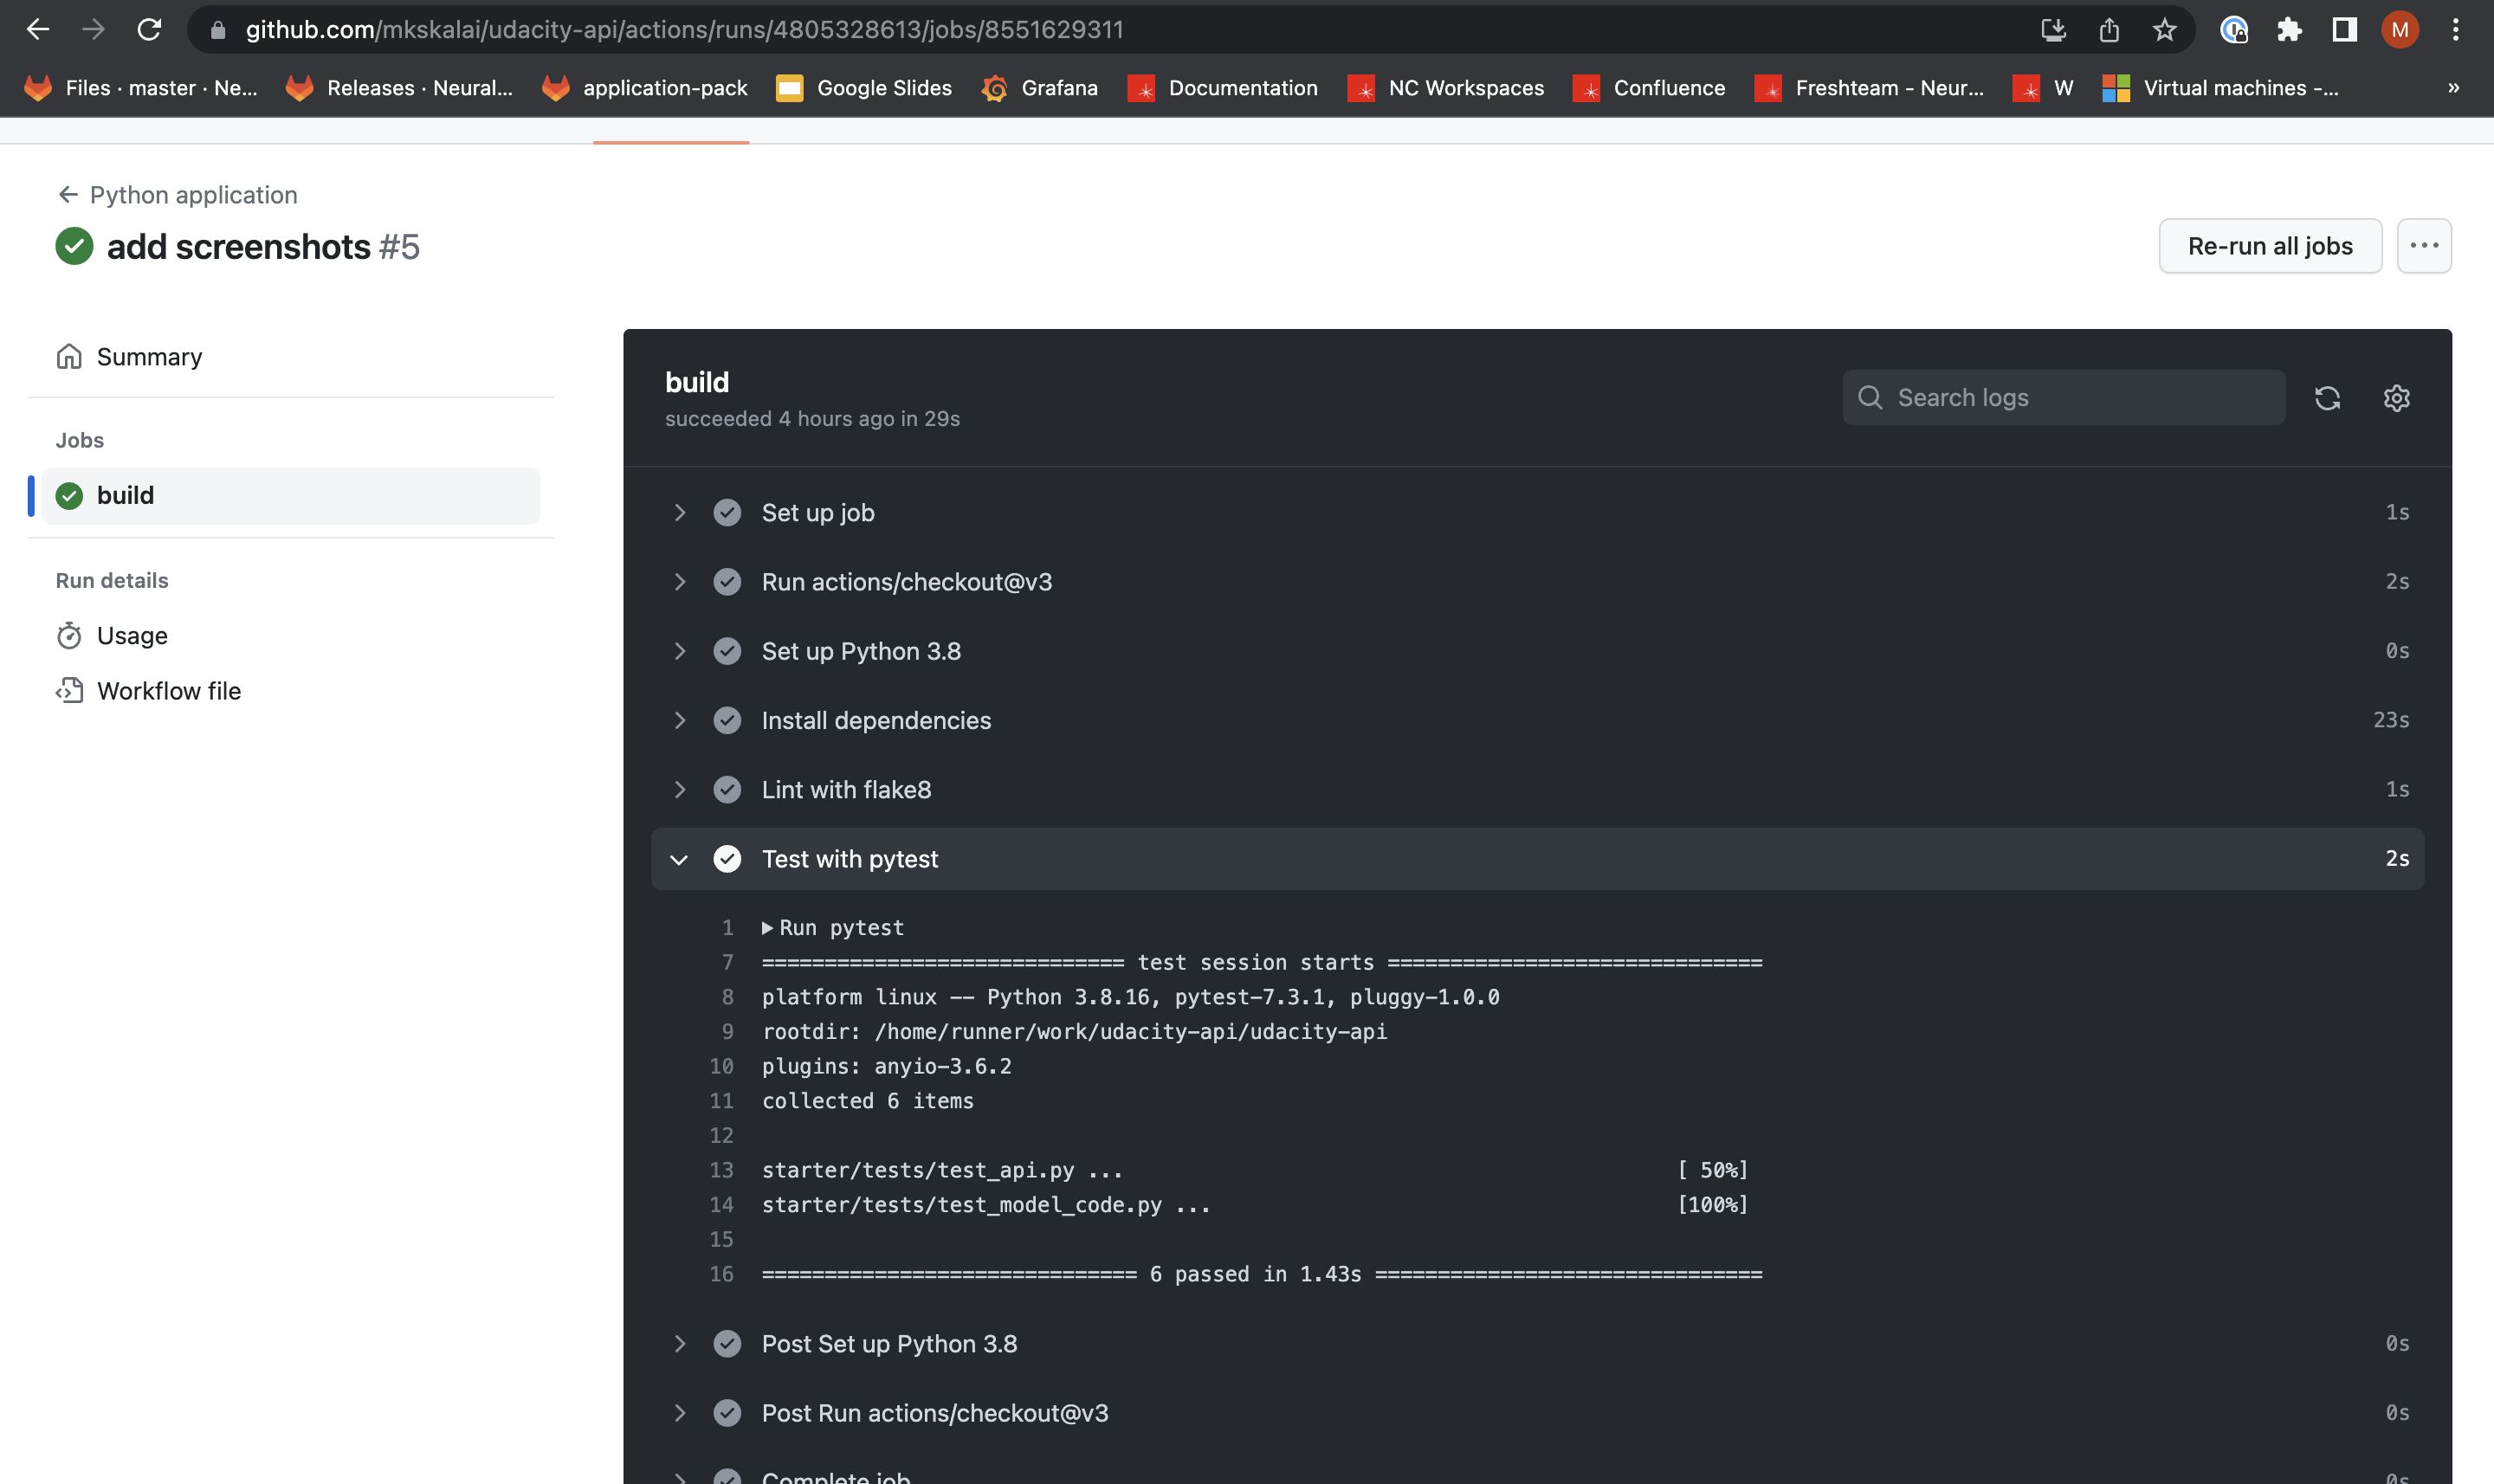 github.com/mkskalai/udacity-api/actions/runs/4805328613/jobs/8551629311
M
Files · master · Ne... Releases · Neural... application-pack Google Slides Grafana Documentation NC Workspaces Confluence Freshteam - Neur... W Virtual machines -... »
← Python application
add screenshots #5
Re-run all jobs
Summary
Jobs
build
Run details
Usage
Workflow file
build
succeeded 4 hours ago in 29s
Search logs
Set up job 1s
Run actions/checkout@v3 2s
Set up Python 3.8 0s
Install dependencies 23s
Lint with flake8 1s
Test with pytest 2s
1 ▶Run pytest
7 ============================= test session starts ==============================
8 platform linux -- Python 3.8.16, pytest-7.3.1, pluggy-1.0.0
9 rootdir: /home/runner/work/udacity-api/udacity-api
10 plugins: anyio-3.6.2
11 collected 6 items
12
13 starter/tests/test_api.py ... [ 50%]
14 starter/tests/test_model_code.py ... [100%]
15
16 ============================== 6 passed in 1.43s ===============================
Post Set up Python 3.8 0s
Post Run actions/checkout@v3 0s
Complete job 0s